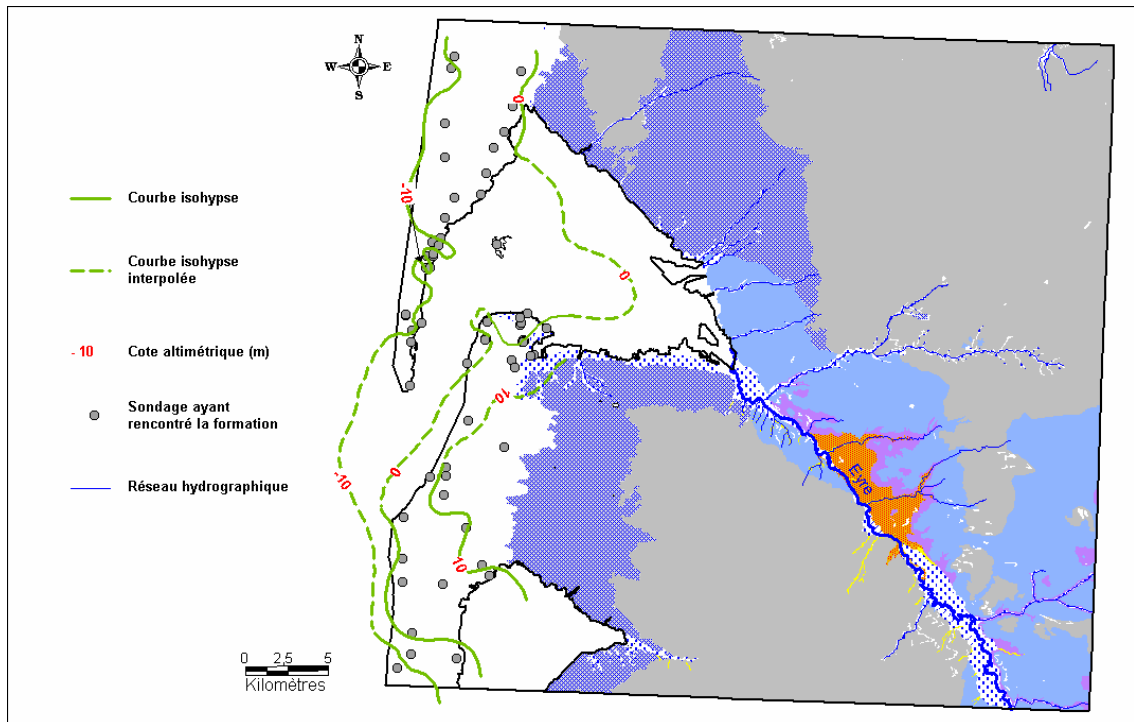 N
W E
S
0
-10
Courbe isohypse
Courbe isohypse
interpolée
0
- 10 Cote altimétrique (m)
10
Sondage ayant
rencontré la formation
0
-10
Eyre
Réseau hydrographique
10
0 2,5 5
Kilomètres